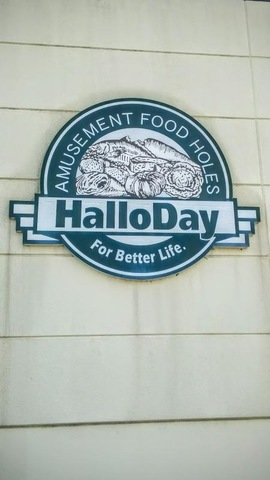 AMUSEMENT FOOD HOLES
HalloDay
For Better Life.